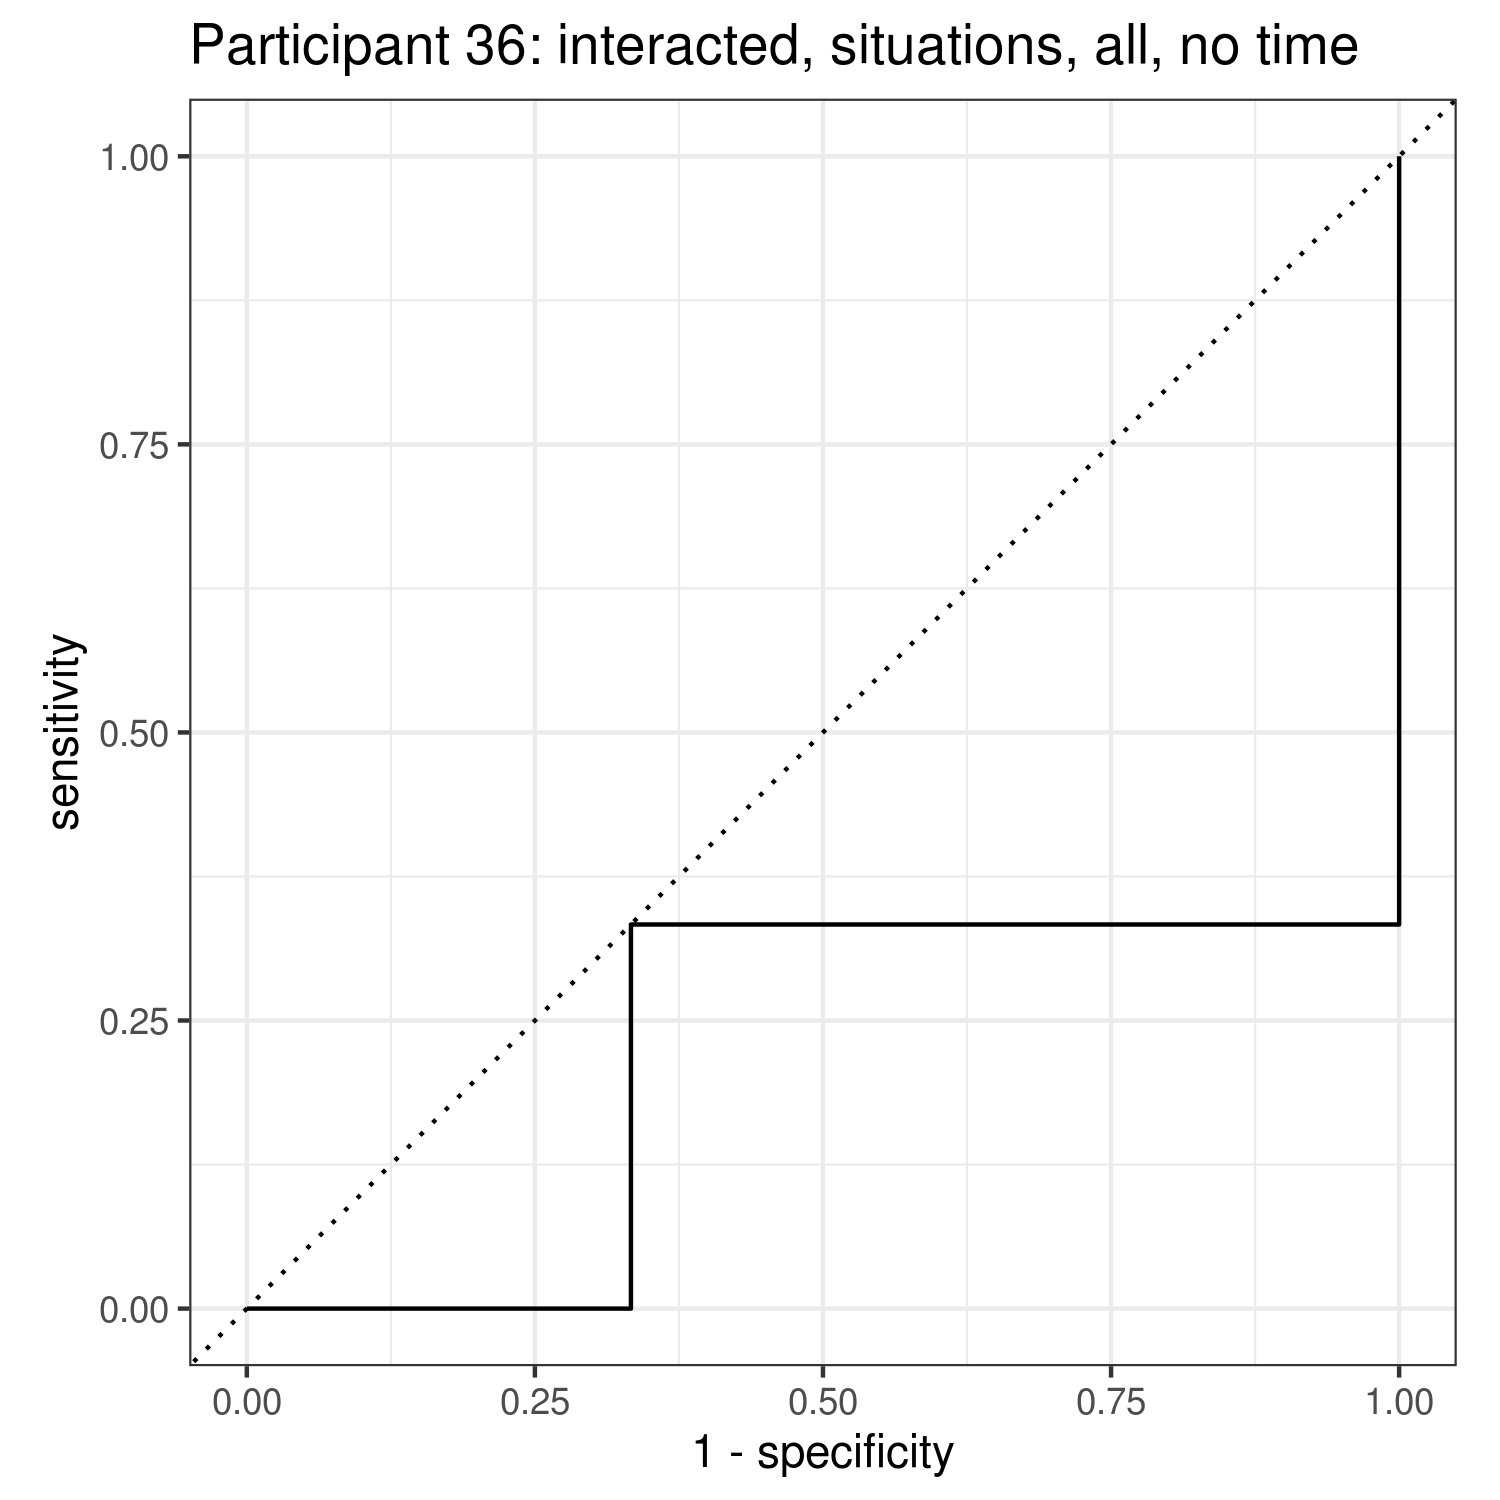 Participant 36: interacted, situations, all, no time
1.00
0.75
0.50
0.25
0.00
sensitivity
0.00 0.25 0.50 0.75 1.00
1 - specificity